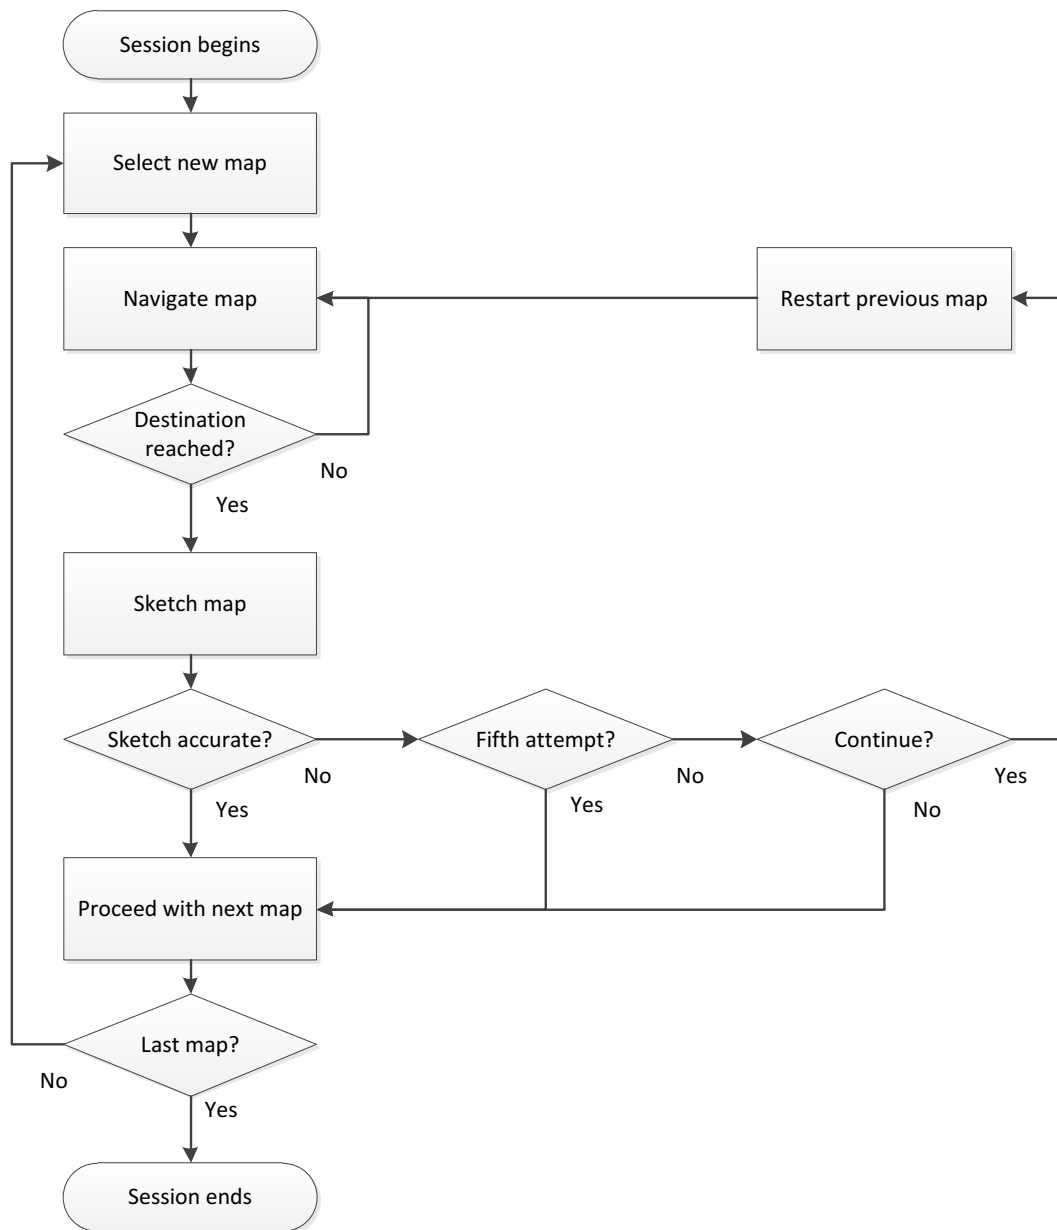 Session begins
Select new map
Navigate map
Restart previous map
Destination
reached?
No
Yes
Sketch map
Sketch accurate?
No
Yes
Fifth attempt?
No
Yes
Continue?
Yes
No
Proceed with next map
Last map?
No
Yes
Session ends